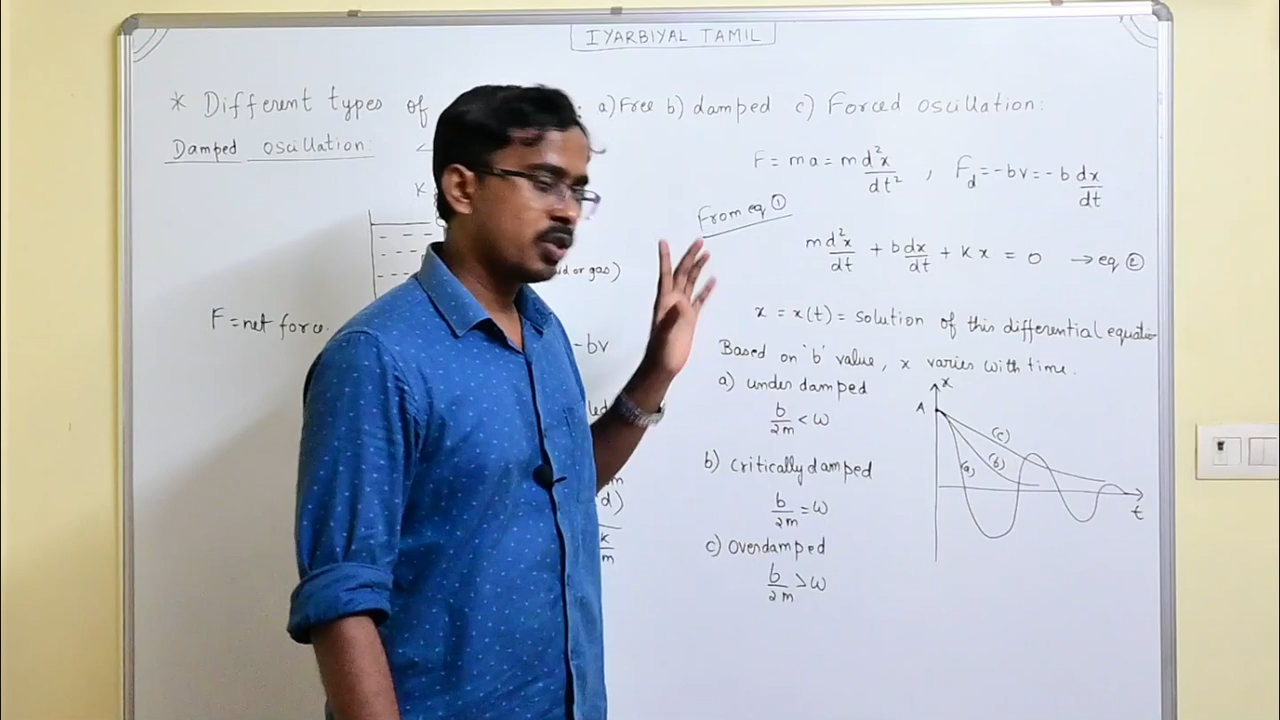 IYARBIYAL TAMIL
* Different types of : a) Free b) damped c) Forced oscillation:
Damped oscillation:
K
F = net force.
d or gas)
-bv
led
m
d)
k/m
F = ma = m d²x/dt² , F_d = -bv = -b dx/dt
From eq ①
m d²x/dt + b dx/dt + K x = 0 → eq ②
x = x(t) = solution of this differential equation
Based on 'b' value, x varies with time.
a) under damped
b/2m < ω
b) critically damped
b/2m = ω
c) Overdamped
b/2m > ω
x
A
(c)
(b)
(a)
t